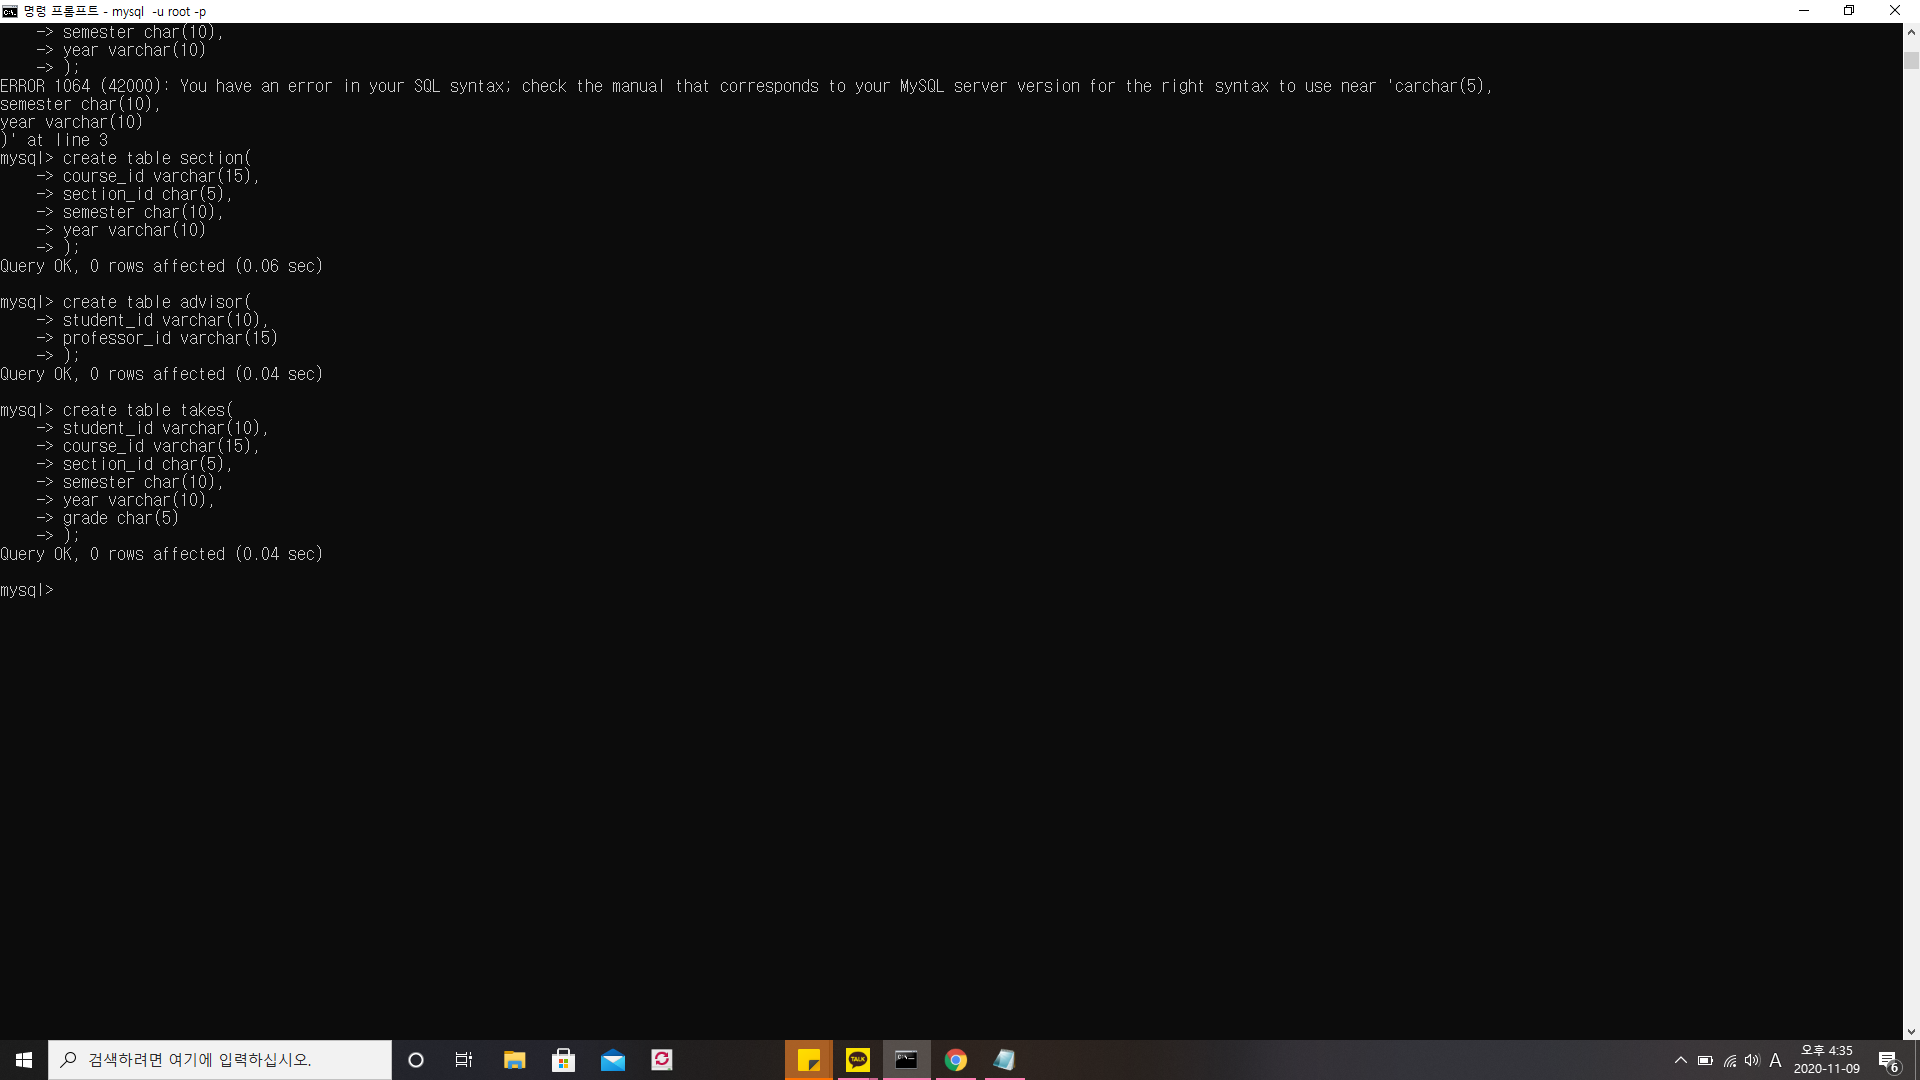 명령 프롬프트 - mysql  -u root -p
    -> semester char(10),
    -> year varchar(10)
    -> );
ERROR 1064 (42000): You have an error in your SQL syntax; check the manual that corresponds to your MySQL server version for the right syntax to use near 'carchar(5),
semester char(10),
year varchar(10)
)' at line 3
mysql> create table section(
    -> course_id varchar(15),
    -> section_id char(5),
    -> semester char(10),
    -> year varchar(10)
    -> );
Query OK, 0 rows affected (0.06 sec)

mysql> create table advisor(
    -> student_id varchar(10),
    -> professor_id varchar(15)
    -> );
Query OK, 0 rows affected (0.04 sec)

mysql> create table takes(
    -> student_id varchar(10),
    -> course_id varchar(15),
    -> section_id char(5),
    -> semester char(10),
    -> year varchar(10),
    -> grade char(5)
    -> );
Query OK, 0 rows affected (0.04 sec)

mysql>
검색하려면 여기에 입력하십시오.
TALK
A
오후 4:35
2020-11-09
6